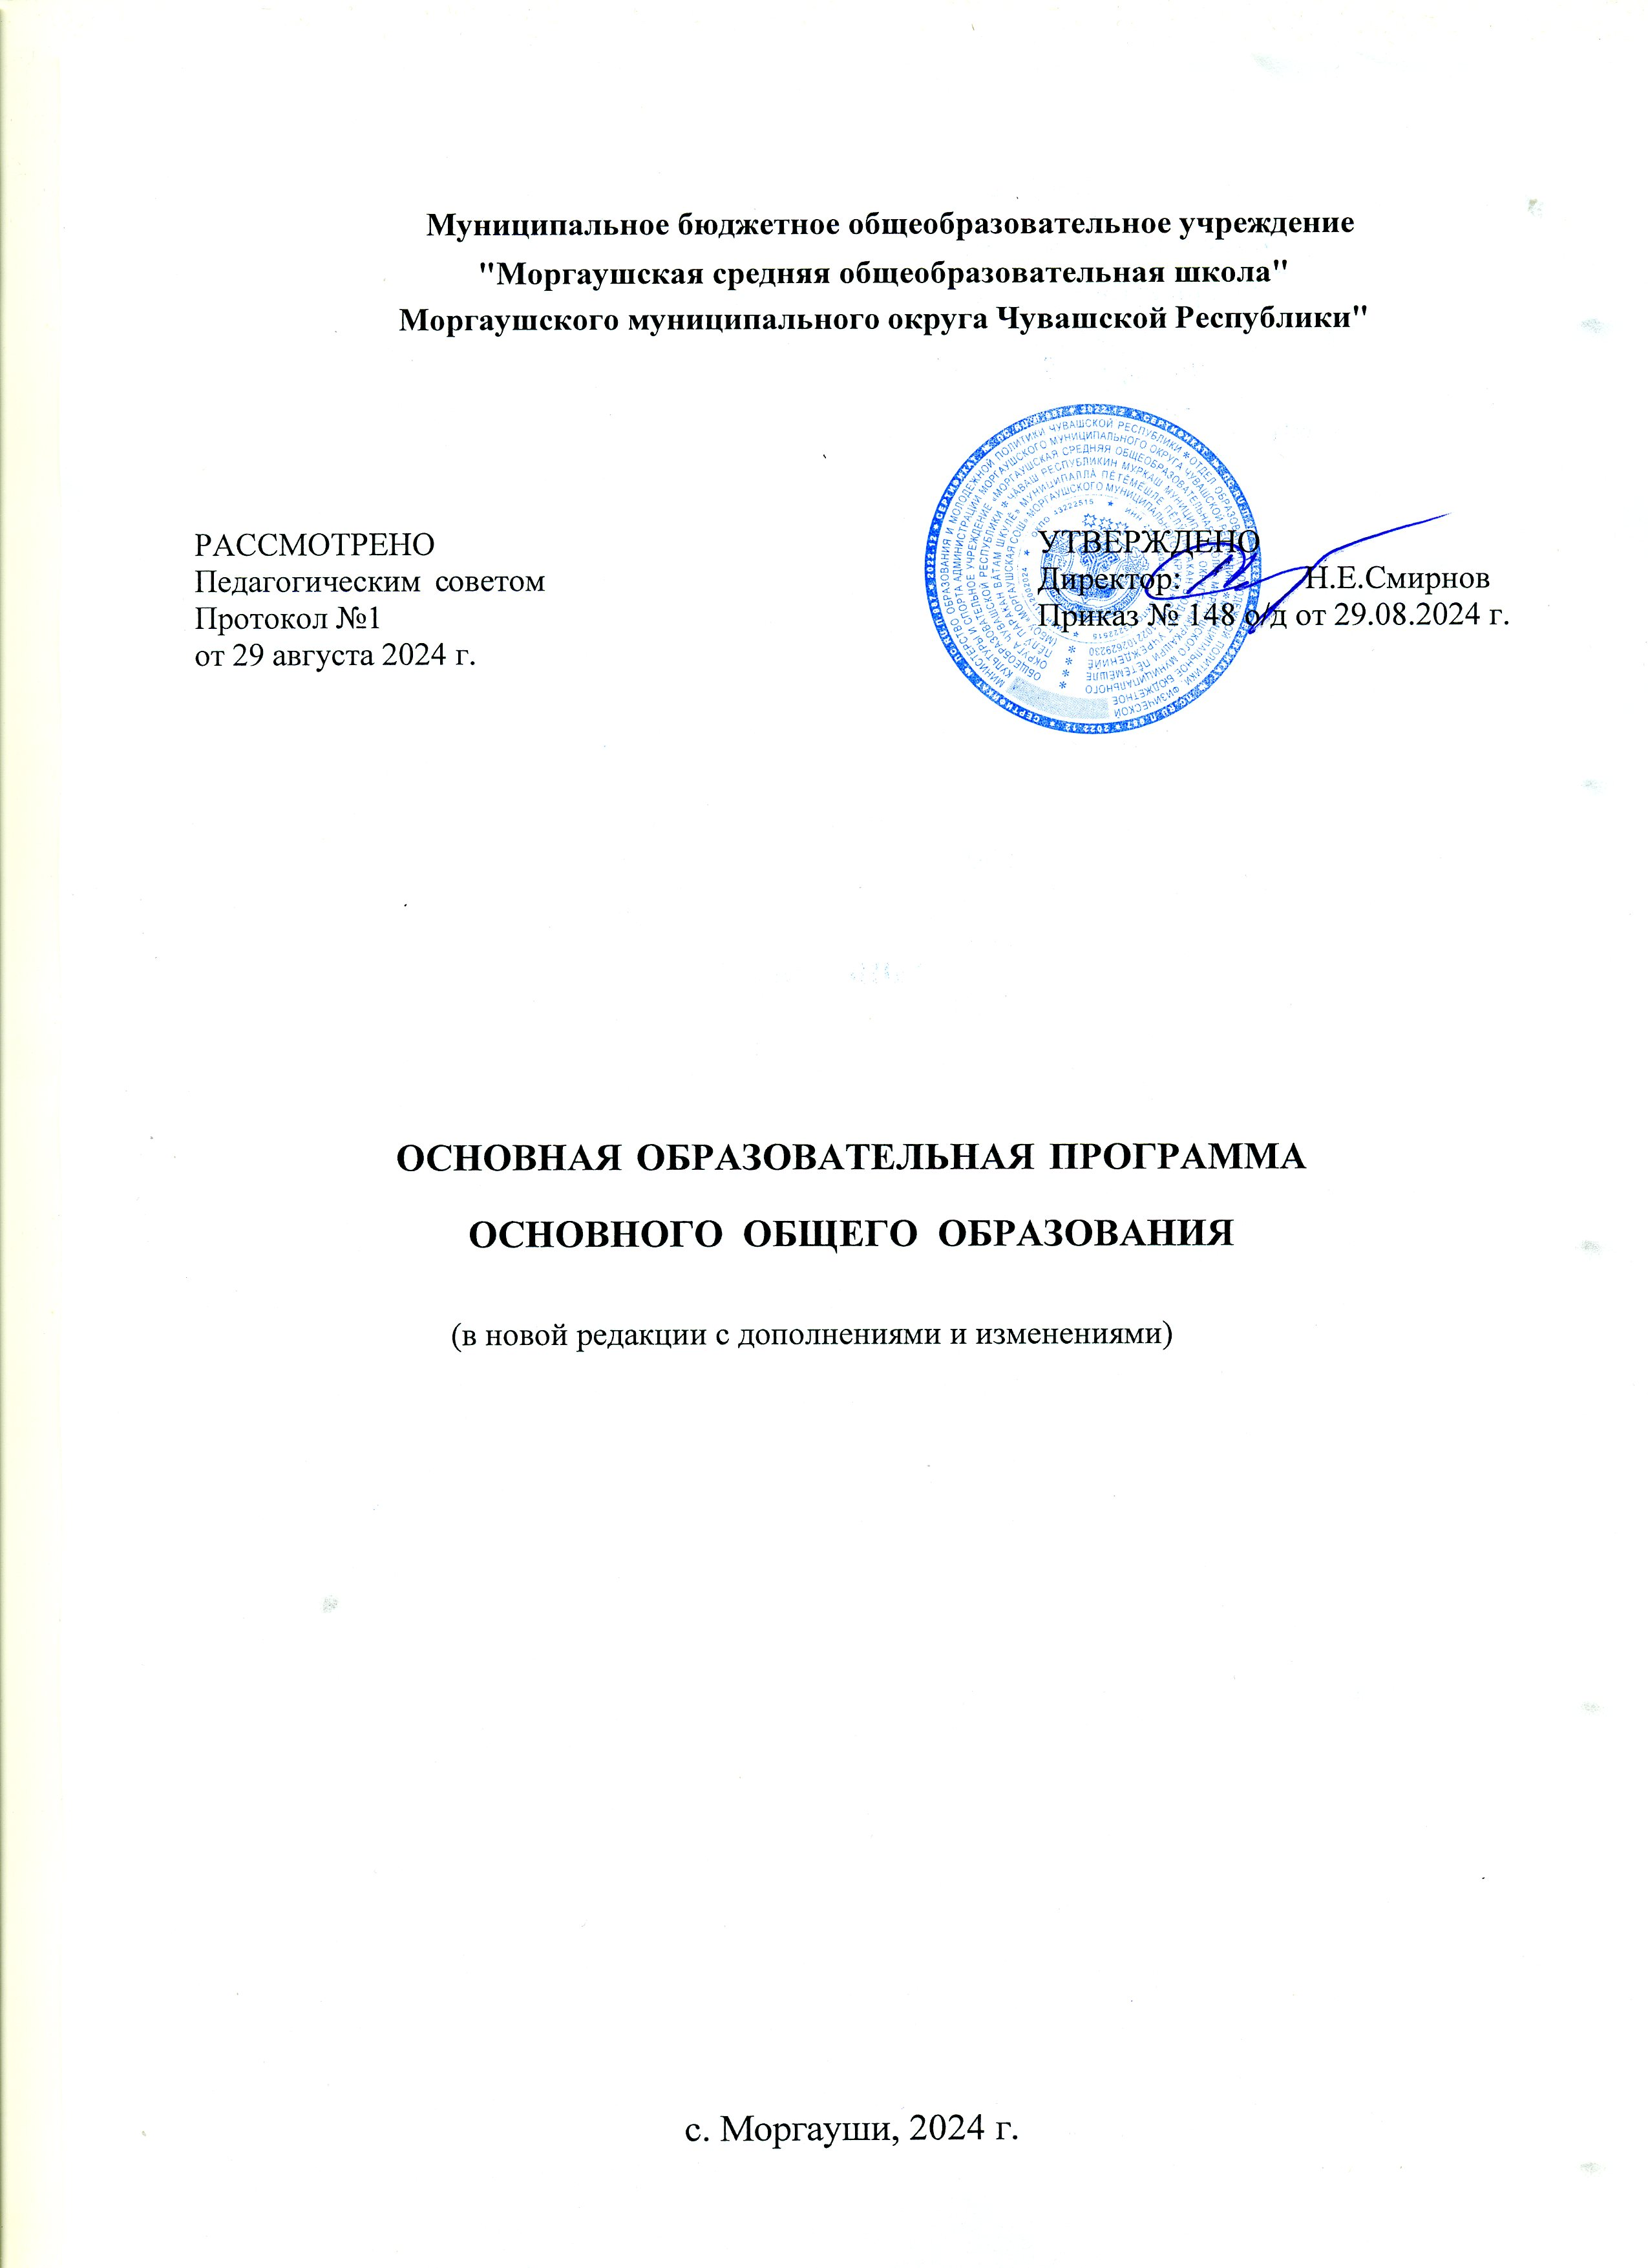 Муниципальное бюджетное общеобразовательное учреждение
"Моргаушская средняя общеобразовательная школа"
Моргаушского муниципального округа Чувашской Республики"
РАССМОТРЕНО
Педагогическим советом
Протокол №1
от 29 августа 2024 г.
УТВЕРЖДЕНО
Директор: Н.Е.Смирнов
Приказ № 148 о/д от 29.08.2024 г.
ОСНОВНАЯ ОБРАЗОВАТЕЛЬНАЯ ПРОГРАММА
ОСНОВНОГО ОБЩЕГО ОБРАЗОВАНИЯ
(в новой редакции с дополнениями и изменениями)
с. Моргауши, 2024 г.